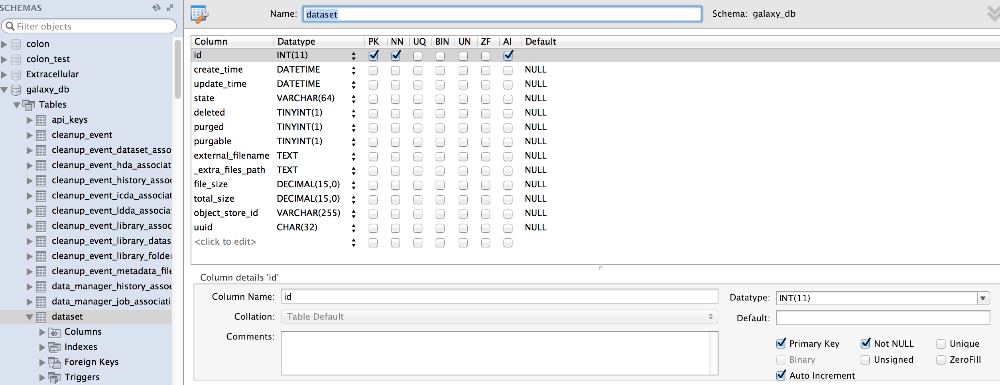 SCHEMAS
Filter objects
colon
colon_test
Extracellular
galaxy_db
Tables
api_keys
cleanup_event
cleanup_event_dataset_asso
cleanup_event_hda_associat
cleanup_event_history_asso
cleanup_event_icda_associat
cleanup_event_ldda_associa
cleanup_event_library_assoc
cleanup_event_library_datas
cleanup_event_library_folder
cleanup_event_metadata_file
data_manager_history_assoc
data_manager_job_associati
dataset
Columns
Indexes
Foreign Keys
Triggers
Name: dataset Schema: galaxy_db
Column Datatype PK NN UQ BIN UN ZF AI Default
id INT(11)
create_time DATETIME NULL
update_time DATETIME NULL
state VARCHAR(64) NULL
deleted TINYINT(1) NULL
purged TINYINT(1) NULL
purgable TINYINT(1) NULL
external_filename TEXT NULL
_extra_files_path TEXT NULL
file_size DECIMAL(15,0) NULL
total_size DECIMAL(15,0) NULL
object_store_id VARCHAR(255) NULL
uuid CHAR(32) NULL
<click to edit>
Column details 'id'
Column Name: id Datatype: INT(11)
Collation: Table Default Default:
Comments:
Primary Key Not NULL Unique
Binary Unsigned ZeroFill
Auto Increment